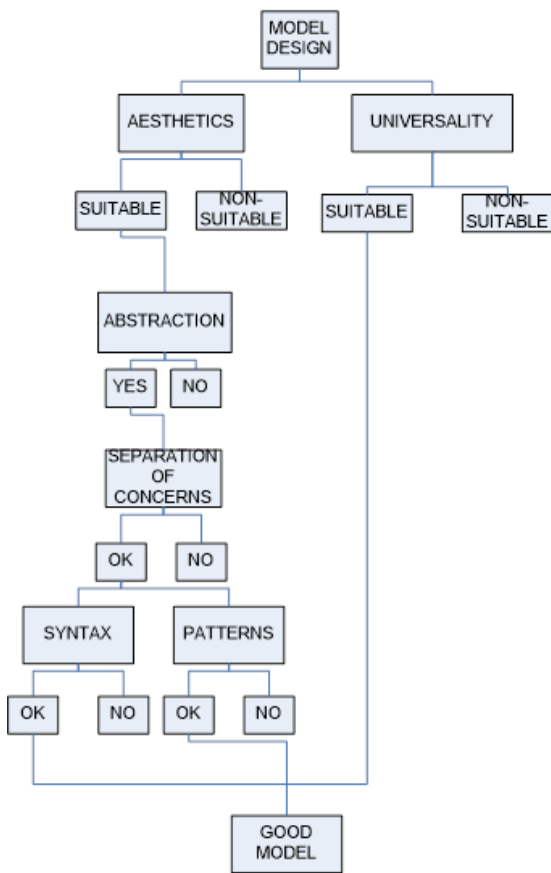 MODEL
DESIGN
AESTHETICS
UNIVERSALITY
SUITABLE
NON-
SUITABLE
SUITABLE
NON-
SUITABLE
ABSTRACTION
YES
NO
SEPARATION
OF
CONCERNS
OK
NO
SYNTAX
PATTERNS
OK
NO
OK
NO
GOOD
MODEL